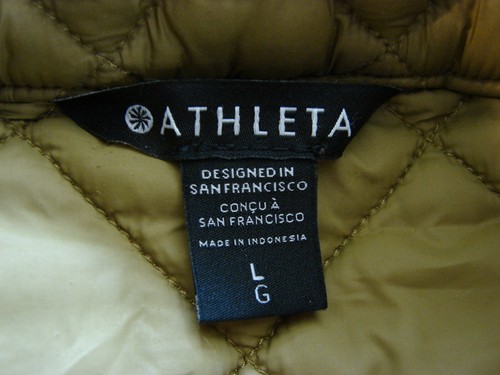 ATHLETA
DESIGNED IN
SAN FRANCISCO
CONÇU À
SAN FRANCISCO
MADE IN INDONESIA
L
G